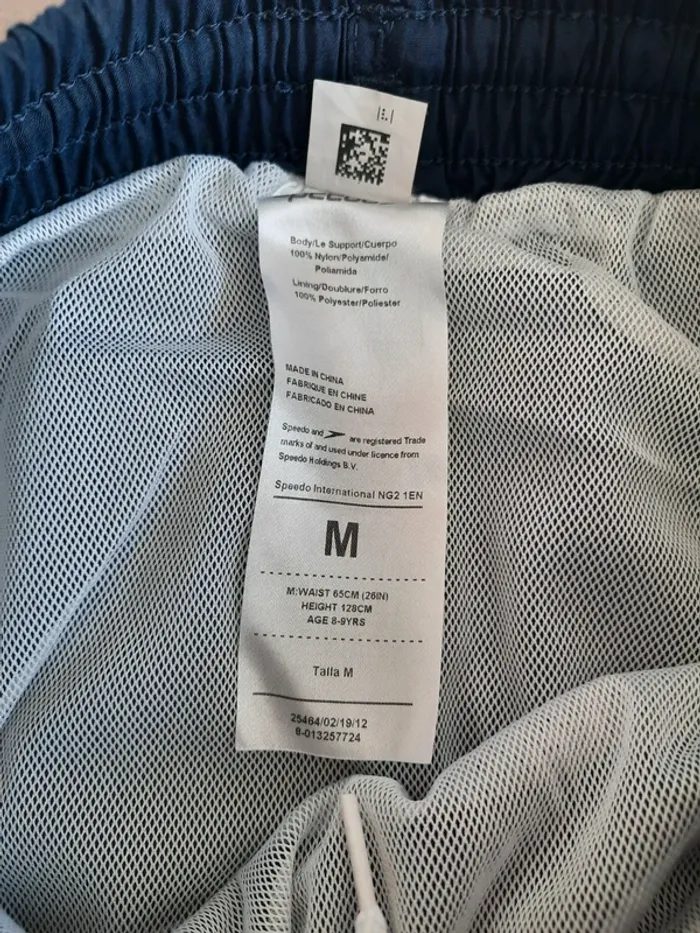 Body/Le Support/Cuerpo
100% Nylon/Polyamide/
Poliamida
Lining/Doublure/Forro
100% Polyester/Poliester
MADE IN CHINA
FABRIQUE EN CHINE
FABRICADO EN CHINA
Speedo and are registered Trade
marks of and used under licence from
Speedo Holdings B.V.
Speedo International NG2 1EN
M
M:WAIST 65CM (26IN)
HEIGHT 128CM
AGE 8-9YRS
Talla M
25464/02/19/12
8-013257724